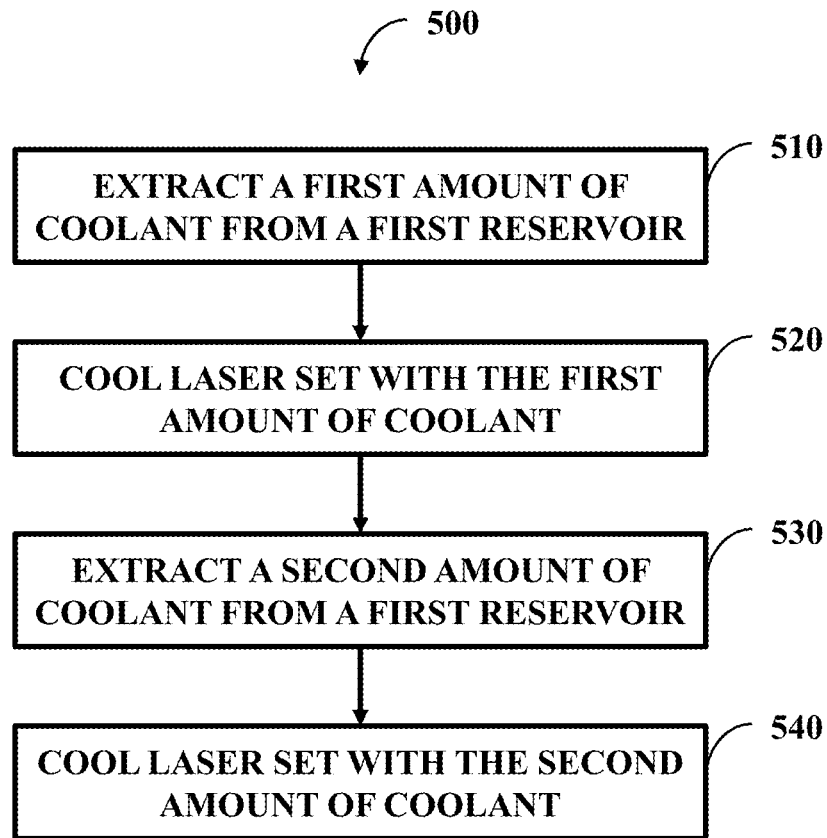 500
510
EXTRACT A FIRST AMOUNT OF
COOLANT FROM A FIRST RESERVOIR
520
COOL LASER SET WITH THE FIRST
AMOUNT OF COOLANT
530
EXTRACT A SECOND AMOUNT OF
COOLANT FROM A FIRST RESERVOIR
540
COOL LASER SET WITH THE SECOND
AMOUNT OF COOLANT